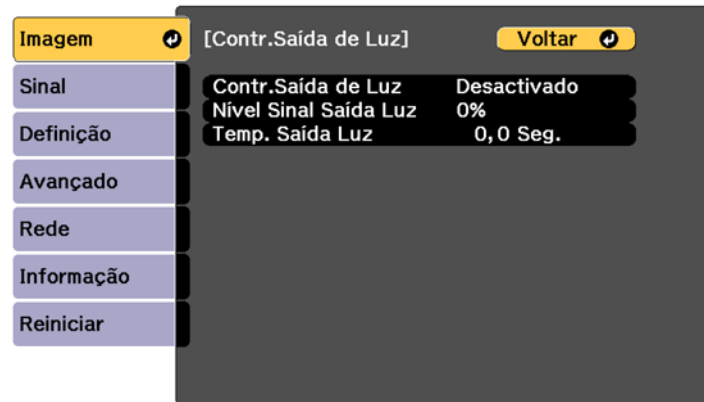 Imagem
Sinal
Definição
Avançado
Rede
Informação
Reiniciar
[Contr.Saída de Luz]
Voltar
Contr.Saída de Luz Desactivado
Nível Sinal Saída Luz 0%
Temp. Saída Luz 0,0 Seg.